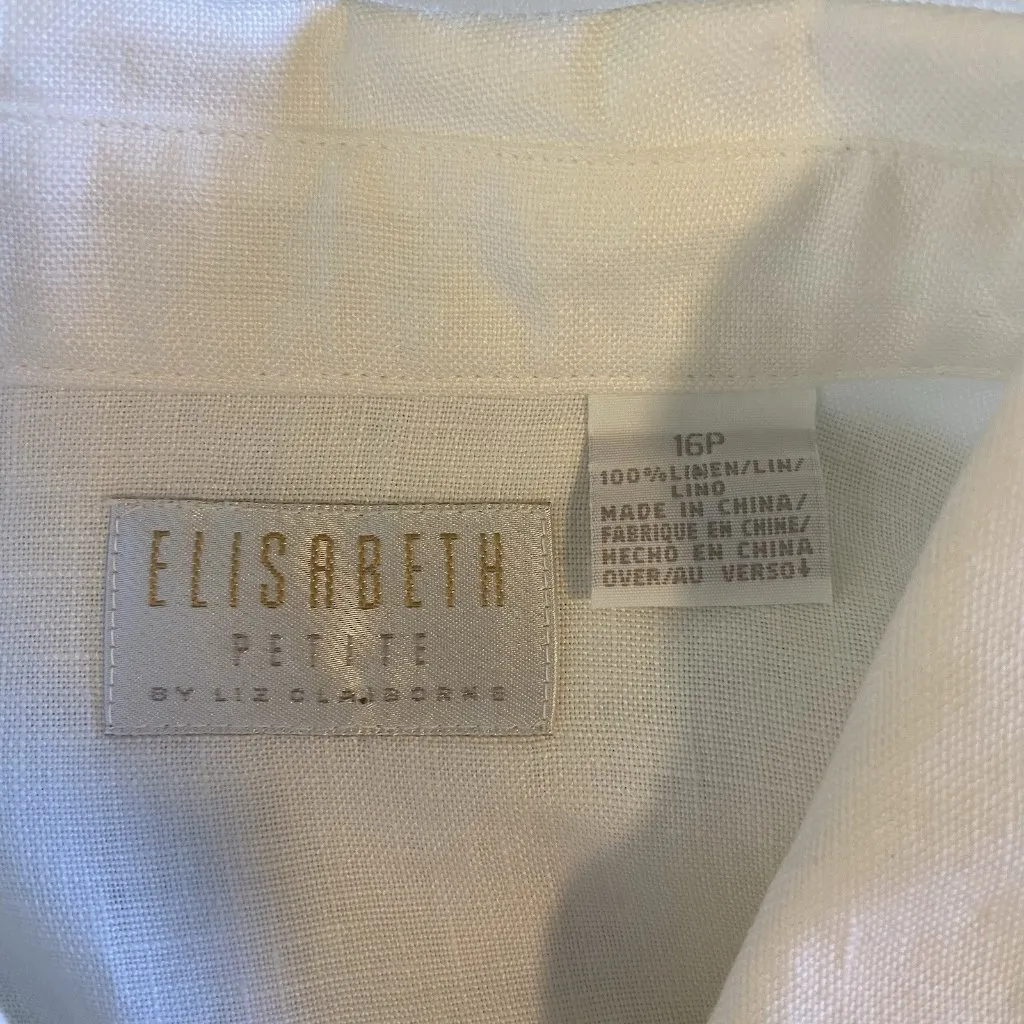 ELISABETH
PETITE
BY LIZ CLAIBORNE
16P
100% LINEN/LIN/
LINO
MADE IN CHINA/
FABRIQUE EN CHINE/
HECHO EN CHINA
OVER/AU VERSO↓